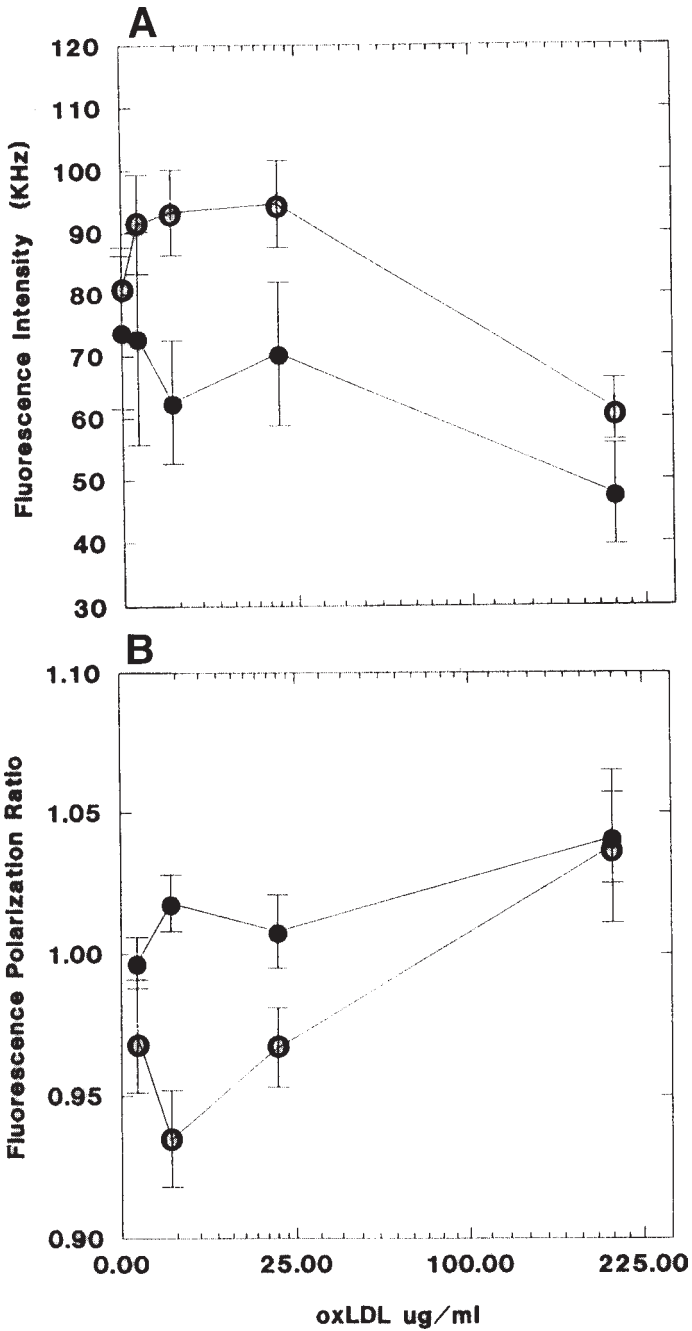 A
120
110
100
90
80
70
60
50
40
30
Fluorescence Intensity (KHz)
B
1.10
1.05
1.00
0.95
0.90
Fluorescence Polarization Ratio
0.00 25.00 100.00 225.00
oxLDL ug/ml